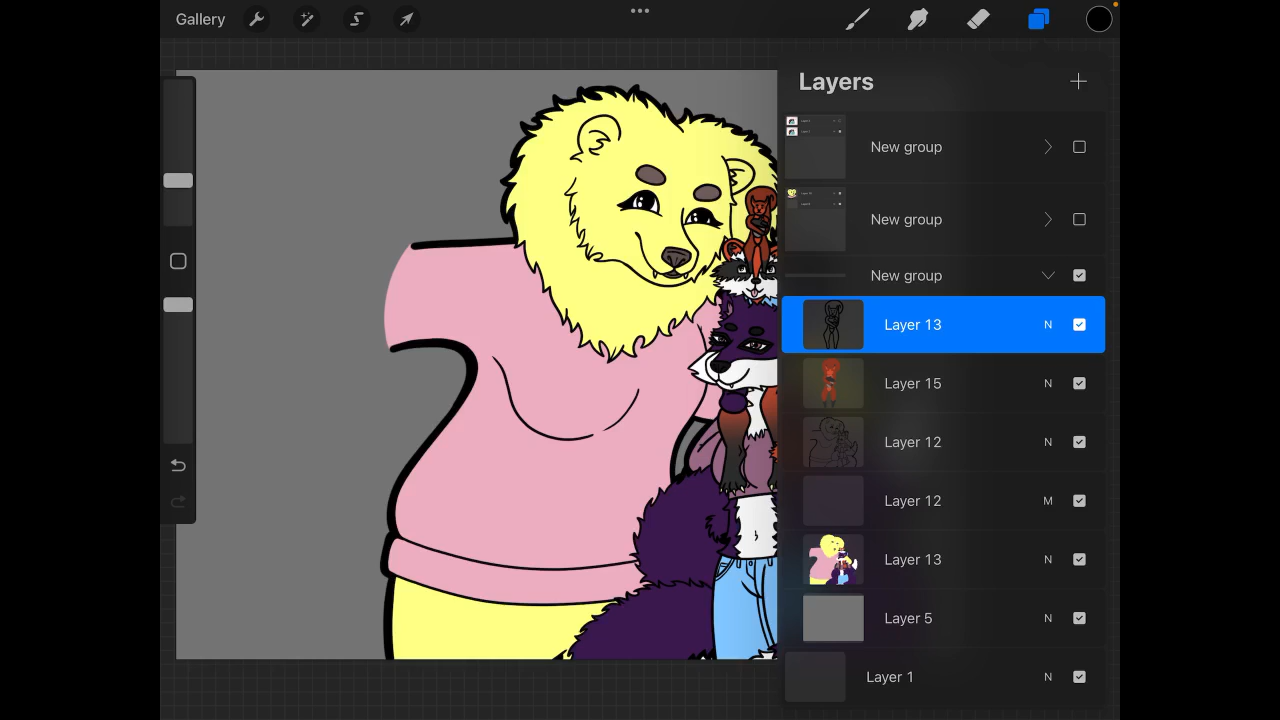 Gallery
Layers
New group
New group
New group
Layer 13 N
Layer 15 N
Layer 12 N
Layer 12 M
Layer 13 N
Layer 5 N
Layer 1 N